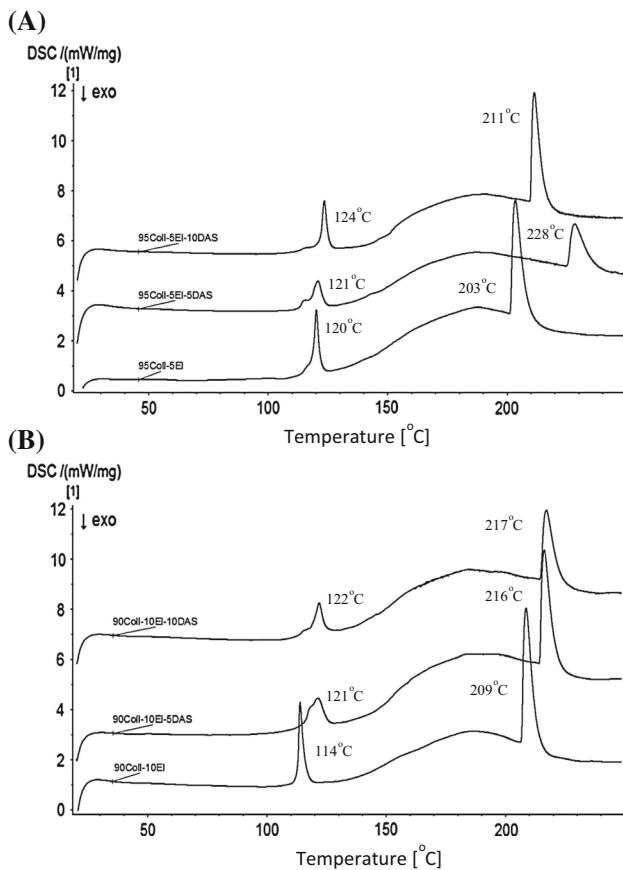 (A)
DSC /(mW/mg)
[1]
↓ exo
12
10
8
6
4
2
0
211°C
124°C
228°C
95Coll-5El-10DAS
121°C
203°C
95Coll-5El-5DAS
120°C
95Coll-5El
50
100
150
200
Temperature [°C]
(B)
DSC /(mW/mg)
[1]
↓ exo
12
10
8
6
4
2
0
217°C
216°C
122°C
90Coll-10El-10DAS
209°C
121°C
90Coll-10El-5DAS
114°C
90Coll-10El
50
100
150
200
Temperature [°C]